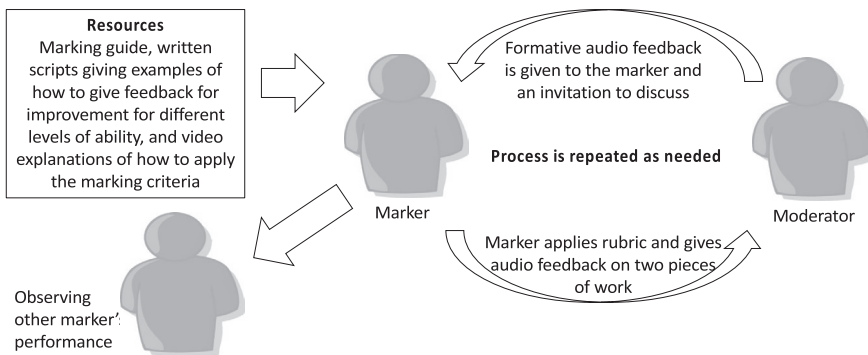 Resources
Marking guide, written
scripts giving examples of
how to give feedback for
improvement for different
levels of ability, and video
explanations of how to apply
the marking criteria
Formative audio feedback
is given to the marker and
an invitation to discuss
Process is repeated as needed
Marker
Moderator
Marker applies rubric and gives
audio feedback on two pieces
of work
Observing
other marker's
performance